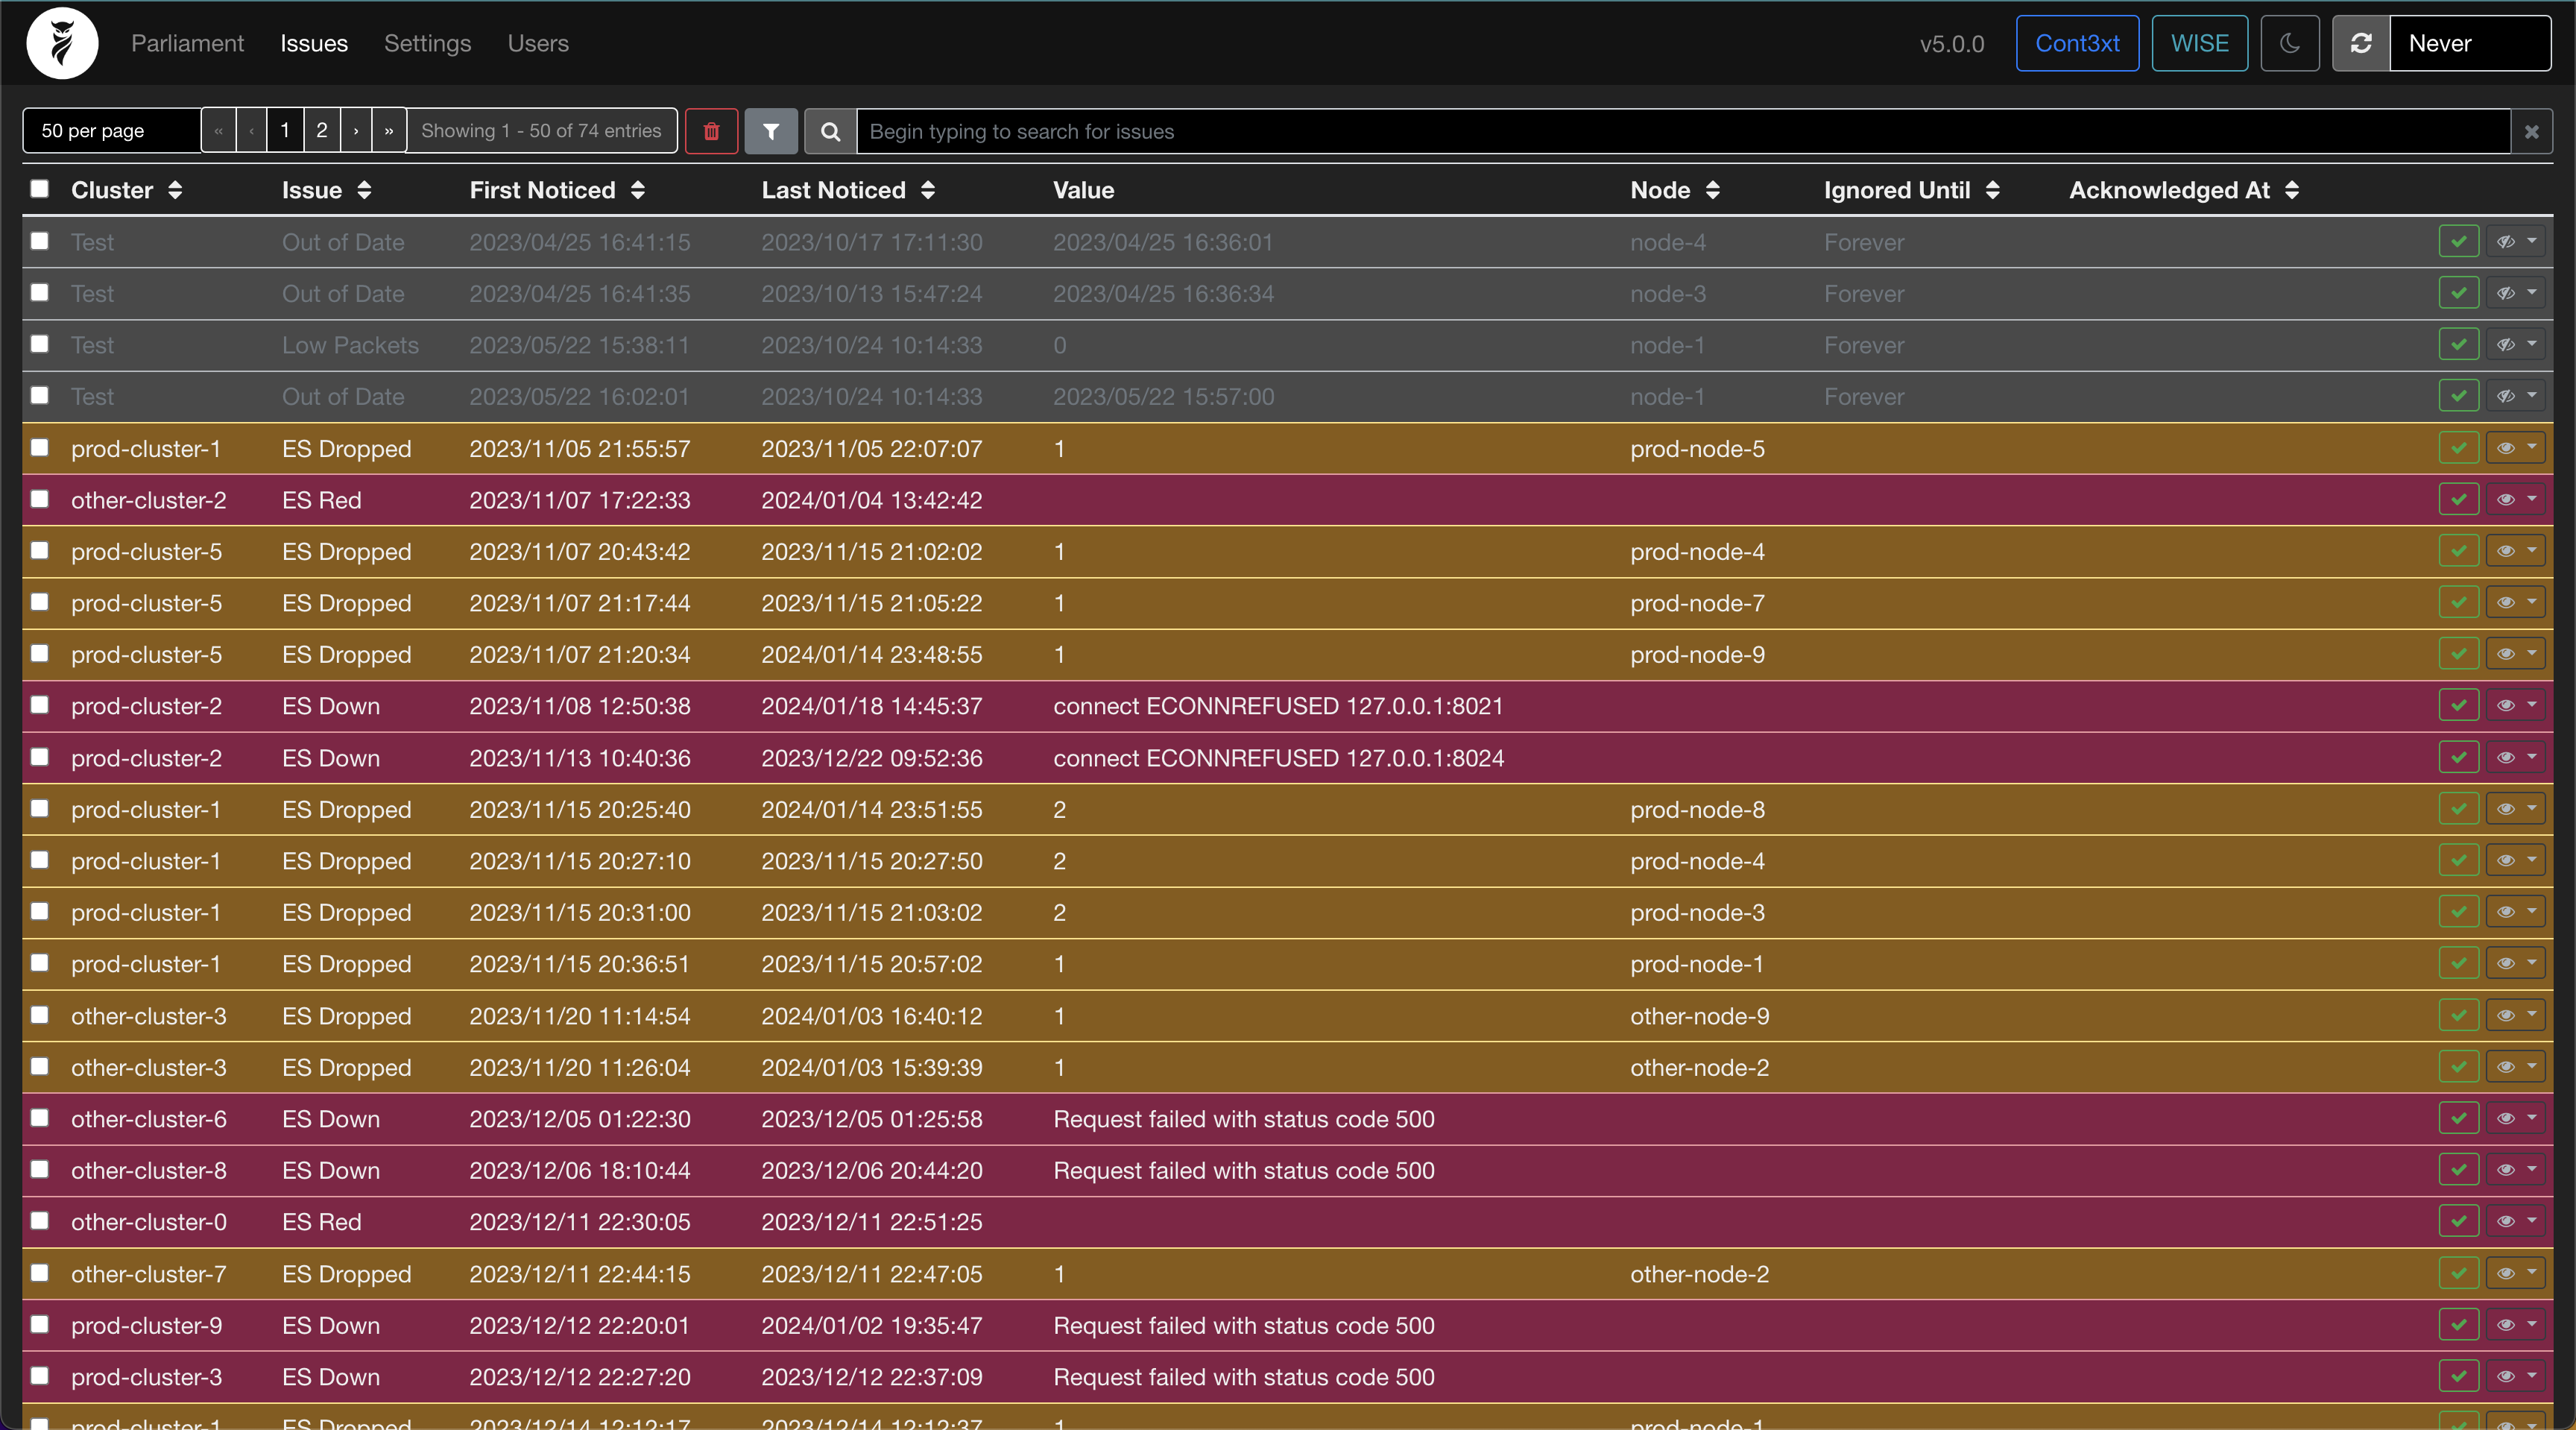 Parliament Issues Settings Users v5.0.0 Cont3xt WISE Never
50 per page « ‹ 1 2 › » Showing 1 - 50 of 74 entries Begin typing to search for issues
Cluster Issue First Noticed Last Noticed Value Node Ignored Until Acknowledged At
Test Out of Date 2023/04/25 16:41:15 2023/10/17 17:11:30 2023/04/25 16:36:01 node-4 Forever
Test Out of Date 2023/04/25 16:41:35 2023/10/13 15:47:24 2023/04/25 16:36:34 node-3 Forever
Test Low Packets 2023/05/22 15:38:11 2023/10/24 10:14:33 0 node-1 Forever
Test Out of Date 2023/05/22 16:02:01 2023/10/24 10:14:33 2023/05/22 15:57:00 node-1 Forever
prod-cluster-1 ES Dropped 2023/11/05 21:55:57 2023/11/05 22:07:07 1 prod-node-5
other-cluster-2 ES Red 2023/11/07 17:22:33 2024/01/04 13:42:42
prod-cluster-5 ES Dropped 2023/11/07 20:43:42 2023/11/15 21:02:02 1 prod-node-4
prod-cluster-5 ES Dropped 2023/11/07 21:17:44 2023/11/15 21:05:22 1 prod-node-7
prod-cluster-5 ES Dropped 2023/11/07 21:20:34 2024/01/14 23:48:55 1 prod-node-9
prod-cluster-2 ES Down 2023/11/08 12:50:38 2024/01/18 14:45:37 connect ECONNREFUSED 127.0.0.1:8021
prod-cluster-2 ES Down 2023/11/13 10:40:36 2023/12/22 09:52:36 connect ECONNREFUSED 127.0.0.1:8024
prod-cluster-1 ES Dropped 2023/11/15 20:25:40 2024/01/14 23:51:55 2 prod-node-8
prod-cluster-1 ES Dropped 2023/11/15 20:27:10 2023/11/15 20:27:50 2 prod-node-4
prod-cluster-1 ES Dropped 2023/11/15 20:31:00 2023/11/15 21:03:02 2 prod-node-3
prod-cluster-1 ES Dropped 2023/11/15 20:36:51 2023/11/15 20:57:02 1 prod-node-1
other-cluster-3 ES Dropped 2023/11/20 11:14:54 2024/01/03 16:40:12 1 other-node-9
other-cluster-3 ES Dropped 2023/11/20 11:26:04 2024/01/03 15:39:39 1 other-node-2
other-cluster-6 ES Down 2023/12/05 01:22:30 2023/12/05 01:25:58 Request failed with status code 500
other-cluster-8 ES Down 2023/12/06 18:10:44 2023/12/06 20:44:20 Request failed with status code 500
other-cluster-0 ES Red 2023/12/11 22:30:05 2023/12/11 22:51:25
other-cluster-7 ES Dropped 2023/12/11 22:44:15 2023/12/11 22:47:05 1 other-node-2
prod-cluster-9 ES Down 2023/12/12 22:20:01 2024/01/02 19:35:47 Request failed with status code 500
prod-cluster-3 ES Down 2023/12/12 22:27:20 2023/12/12 22:37:09 Request failed with status code 500
prod-cluster-1 ES Dropped 2023/12/14 12:12:17 2023/12/14 12:12:37 1 prod-node-1